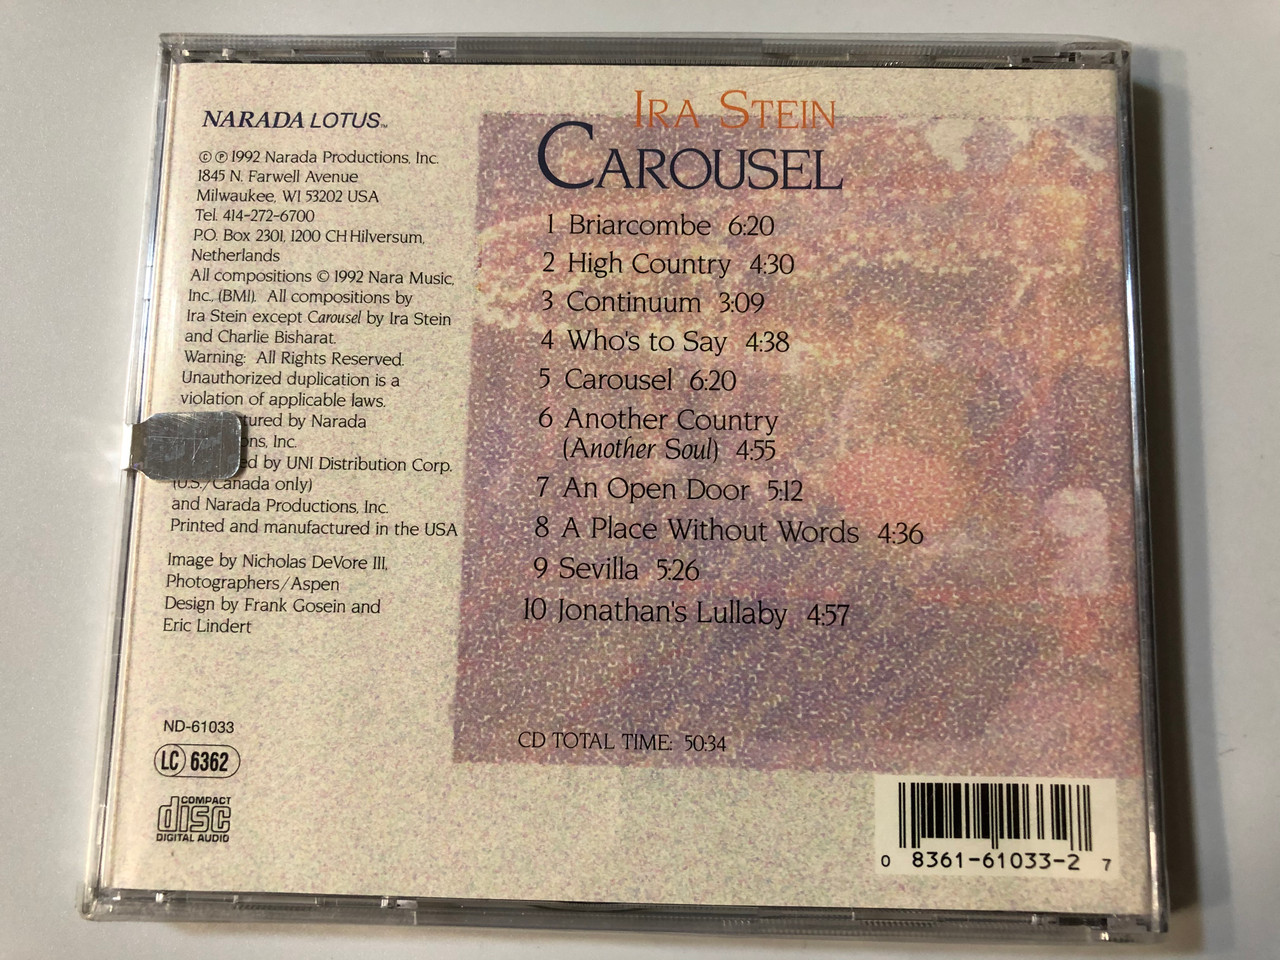 NARADA LOTUS™
© ℗ 1992 Narada Productions, Inc.
1845 N. Farwell Avenue
Milwaukee, WI 53202 USA
Tel. 414-272-6700
P.O. Box 2301, 1200 CH Hilversum,
Netherlands
All compositions © 1992 Nara Music,
Inc., (BMI). All compositions by
Ira Stein except Carousel by Ira Stein
and Charlie Bisharat.
Warning: All Rights Reserved.
Unauthorized duplication is a
violation of applicable laws.
tured by Narada
ons, Inc.
ed by UNI Distribution Corp.
(U.S./Canada only)
and Narada Productions, Inc.
Printed and manufactured in the USA
Image by Nicholas DeVore III,
Photographers/Aspen
Design by Frank Gosein and
Eric Lindert
ND-61033
LC 6362
COMPACT
disc
DIGITAL AUDIO
IRA STEIN
CAROUSEL
1 Briarcombe 6:20
2 High Country 4:30
3 Continuum 3:09
4 Who's to Say 4:38
5 Carousel 6:20
6 Another Country
(Another Soul) 4:55
7 An Open Door 5:12
8 A Place Without Words 4:36
9 Sevilla 5:26
10 Jonathan's Lullaby 4:57
CD TOTAL TIME: 50:34
0 8361-61033-2 7